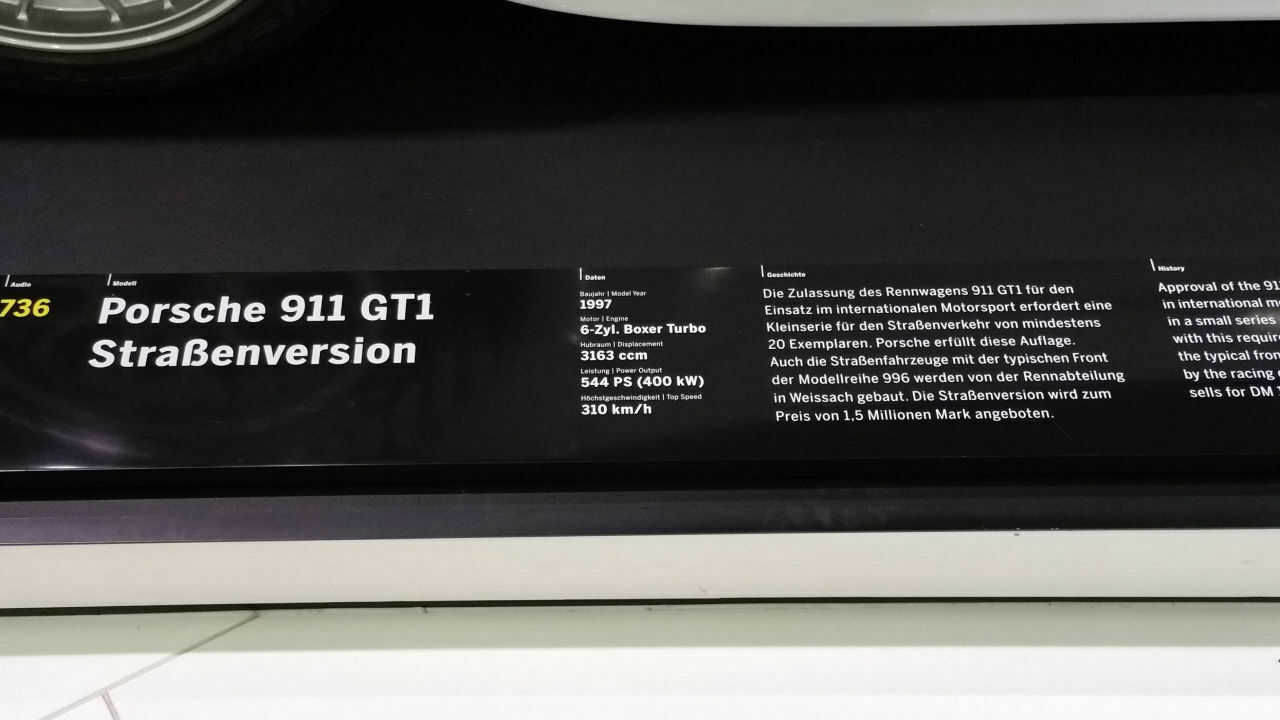 Audio
736
Modell
Porsche 911 GT1
Straßenversion
Daten
Baujahr | Model Year
1997
Motor | Engine
6-Zyl. Boxer Turbo
Hubraum | Displacement
3163 ccm
Leistung | Power Output
544 PS (400 kW)
Höchstgeschwindigkeit | Top Speed
310 km/h
Geschichte
Die Zulassung des Rennwagens 911 GT1 für den
Einsatz im internationalen Motorsport erfordert eine
Kleinserie für den Straßenverkehr von mindestens
20 Exemplaren. Porsche erfüllt diese Auflage.
Auch die Straßenfahrzeuge mit der typischen Front
der Modellreihe 996 werden von der Rennabteilung
in Weissach gebaut. Die Straßenversion wird zum
Preis von 1,5 Millionen Mark angeboten.
History
Approval of the 91
in international
in a small series
with this
the typical
by the racing
sells for DM